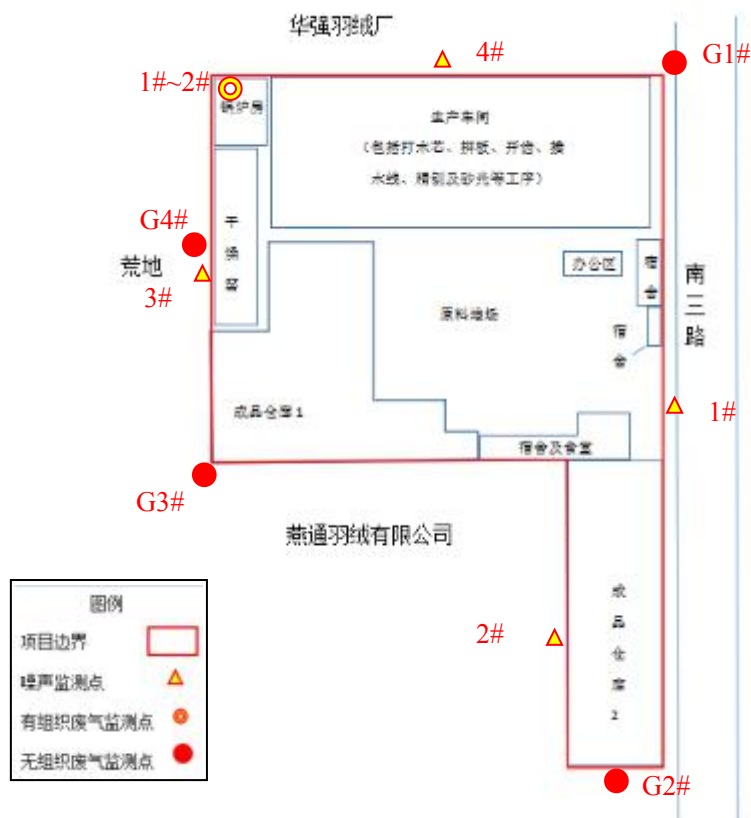 华强羽绒厂
4#
G1#
1#~2#
锅炉房
生产车间
（包括打木芯、拼板、开齿、接
木线、精刨及砂光等工序）
G4#
荒地
3#
干燥窑
办公区
宿舍
南三路
原料堆场
宿舍
1#
成品仓库1
宿舍及食堂
G3#
燕通羽绒有限公司
2#
成品仓库2
G2#
图例
项目边界
噪声监测点
有组织废气监测点
无组织废气监测点